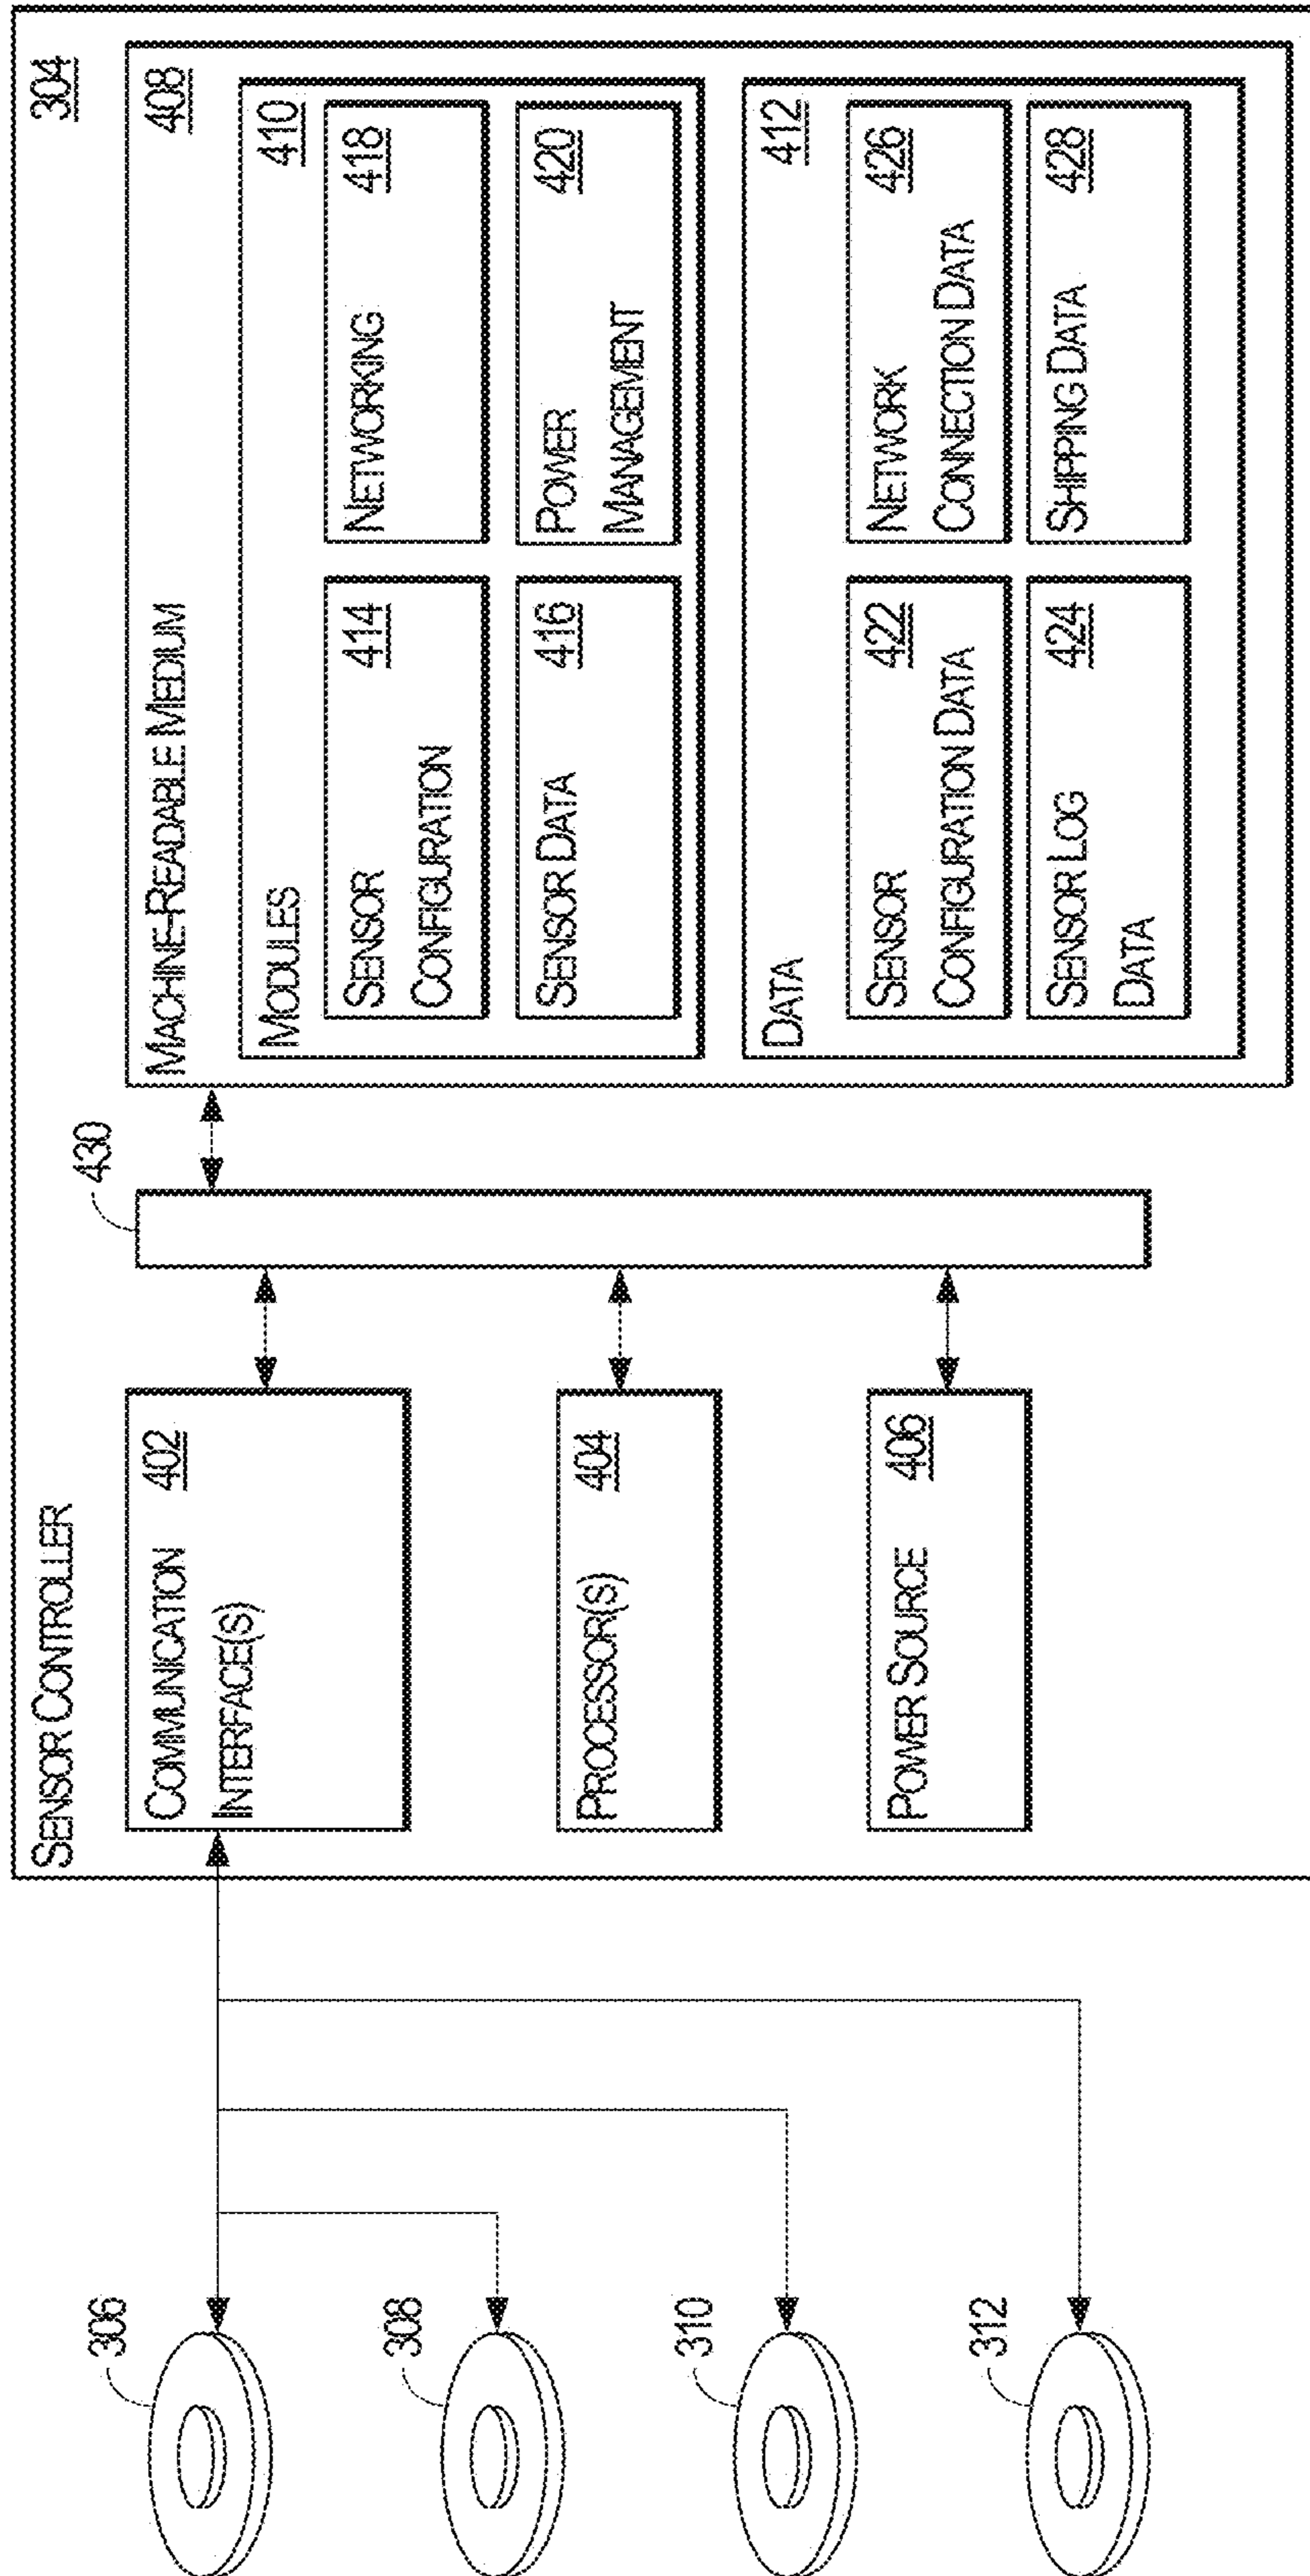 SENSOR CONTROLLER
304
COMMUNICATION
INTERFACE(S)
402
PROCESSOR(S)
404
POWER SOURCE
406
430
MACHINE-READABLE MEDIUM
408
MODULES
410
SENSOR
CONFIGURATION
414
NETWORKING
418
SENSOR DATA
416
POWER
MANAGEMENT
420
DATA
412
SENSOR
CONFIGURATION DATA
422
NETWORK
CONNECTION DATA
426
SENSOR LOG
DATA
424
SHIPPING DATA
428
306
308
310
312